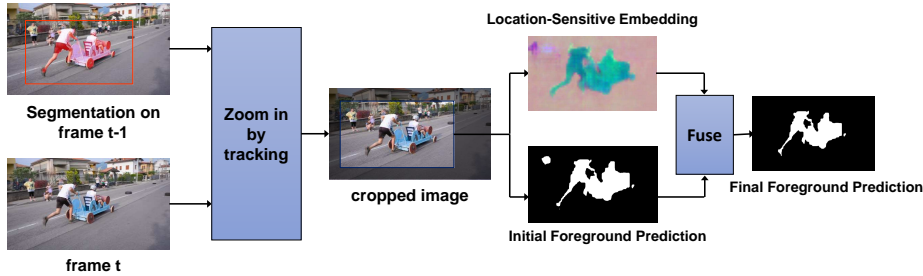 Location-Sensitive Embedding
Segmentation on
frame t-1
Zoom in
by
tracking
cropped image
Fuse
Final Foreground Prediction
Initial Foreground Prediction
frame t